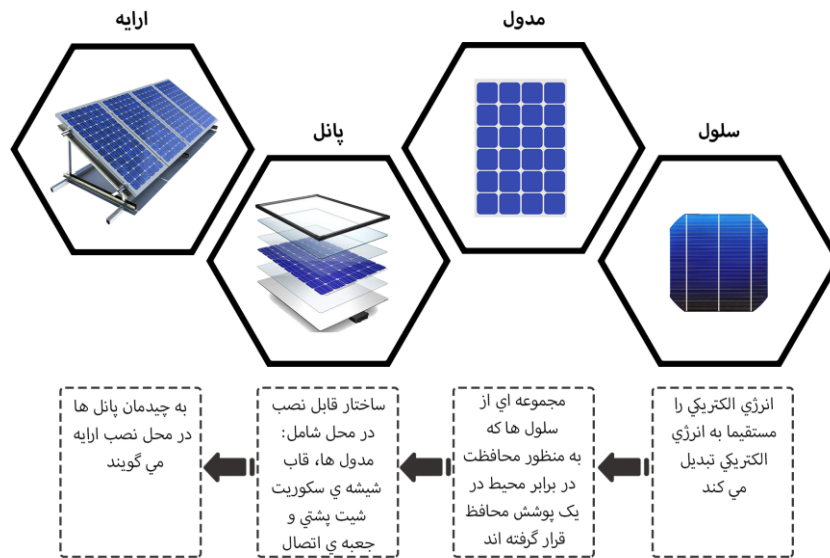 سلول
مدول
پانل
ارایه
انرژي الکتريکي را
مستقيما به انرژي
الکتريکي تبديل
مي کند
مجموعه اي از
سلول ها که
به منظور محافظت
در برابر محيط در
يک پوشش محافظ
قرار گرفته اند
ساختار قابل نصب
در محل شامل:
مدول ها، قاب
شيشه ي سکوريت
شيت پشتي و
جعبه ي اتصال
به چيدمان پانل ها
در محل نصب ارايه
مي گويند